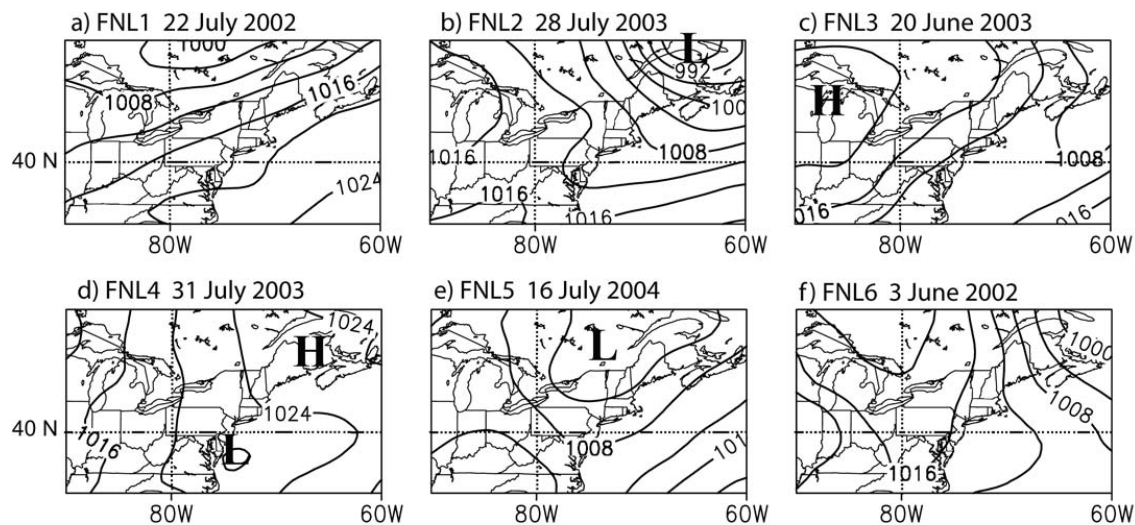 a) FNL1 22 July 2002
b) FNL2 28 July 2003
c) FNL3 20 June 2003
1000
1008
1016
1024
40 N
80W
60W
L
992
100
1008
1016
1016
80W
60W
H
1008
1016
016
80W
60W
d) FNL4 31 July 2003
e) FNL5 16 July 2004
f) FNL6 3 June 2002
1024
H
1024
1016
L
40 N
80W
60W
L
1008
101
80W
60W
1000
1008
1016
80W
60W